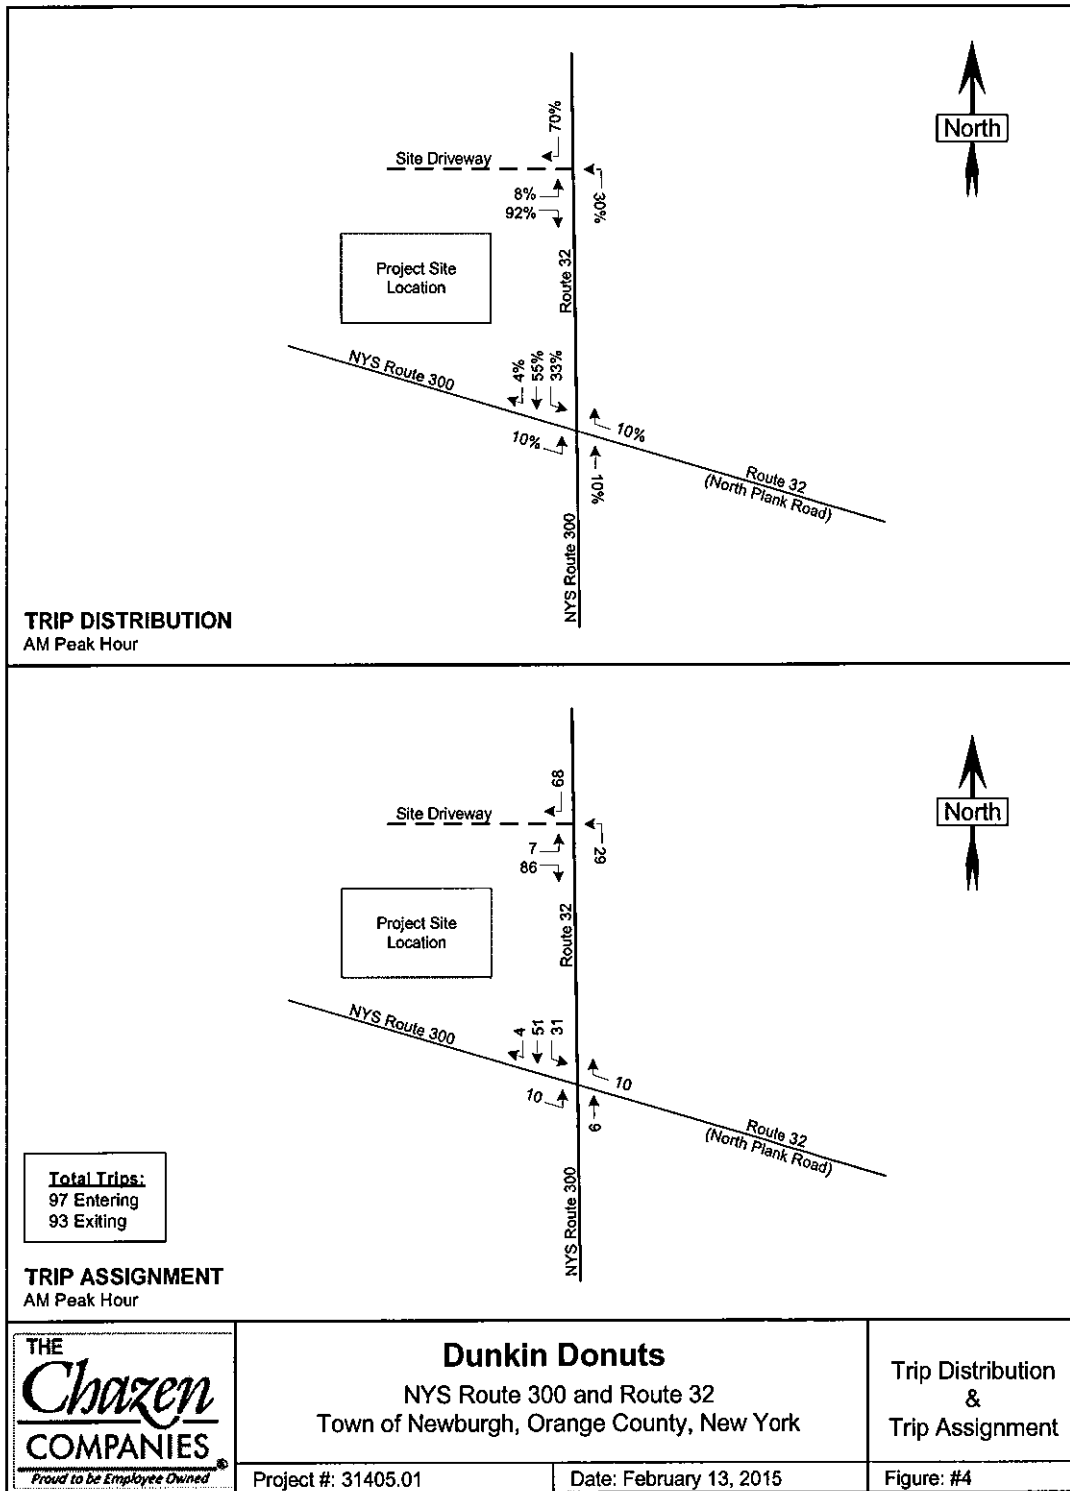 North
70%
Site Driveway
8%
92%
30%
Project Site
Location
Route 32
NYS Route 300
4%
55%
33%
10%
10%
10%
Route 32
(North Plank Road)
NYS Route 300
TRIP DISTRIBUTION
AM Peak Hour
North
68
Site Driveway
7
86
29
Project Site
Location
Route 32
NYS Route 300
4
51
31
10
10
9
Route 32
(North Plank Road)
NYS Route 300
Total Trips:
97 Entering
93 Exiting
TRIP ASSIGNMENT
AM Peak Hour
THE
Chazen
COMPANIES®
Proud to be Employee Owned
Dunkin Donuts
NYS Route 300 and Route 32
Town of Newburgh, Orange County, New York
Trip Distribution
&
Trip Assignment
Project #: 31405.01
Date: February 13, 2015
Figure: #4